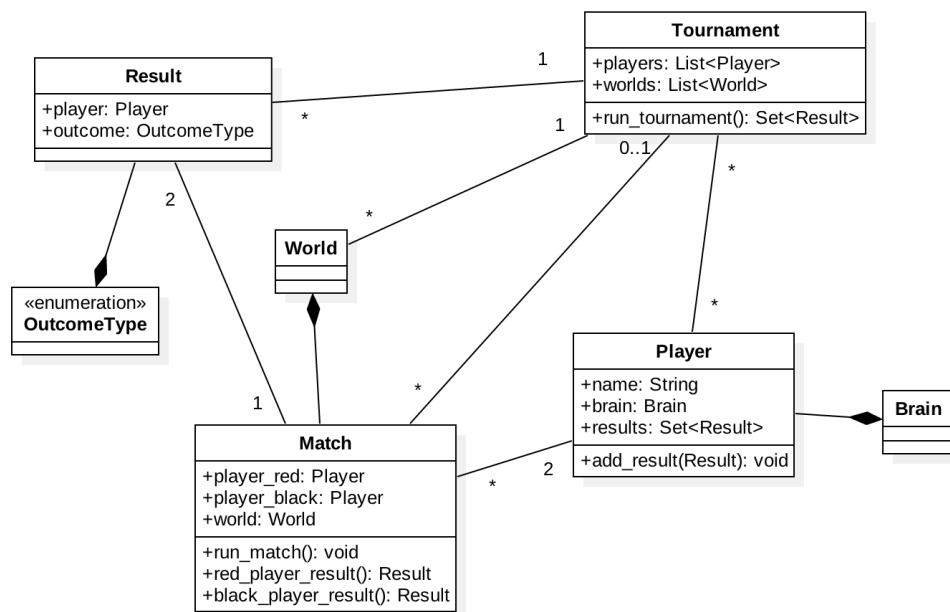 Tournament
+players: List<Player>
+worlds: List<World>
+run_tournament(): Set<Result>
Result
+player: Player
+outcome: OutcomeType
1
*
1
0..1
*
2
*
World
«enumeration»
OutcomeType
*
Player
+name: String
+brain: Brain
+results: Set<Result>
+add_result(Result): void
Brain
*
1
Match
+player_red: Player
+player_black: Player
+world: World
+run_match(): void
+red_player_result(): Result
+black_player_result(): Result
2
*